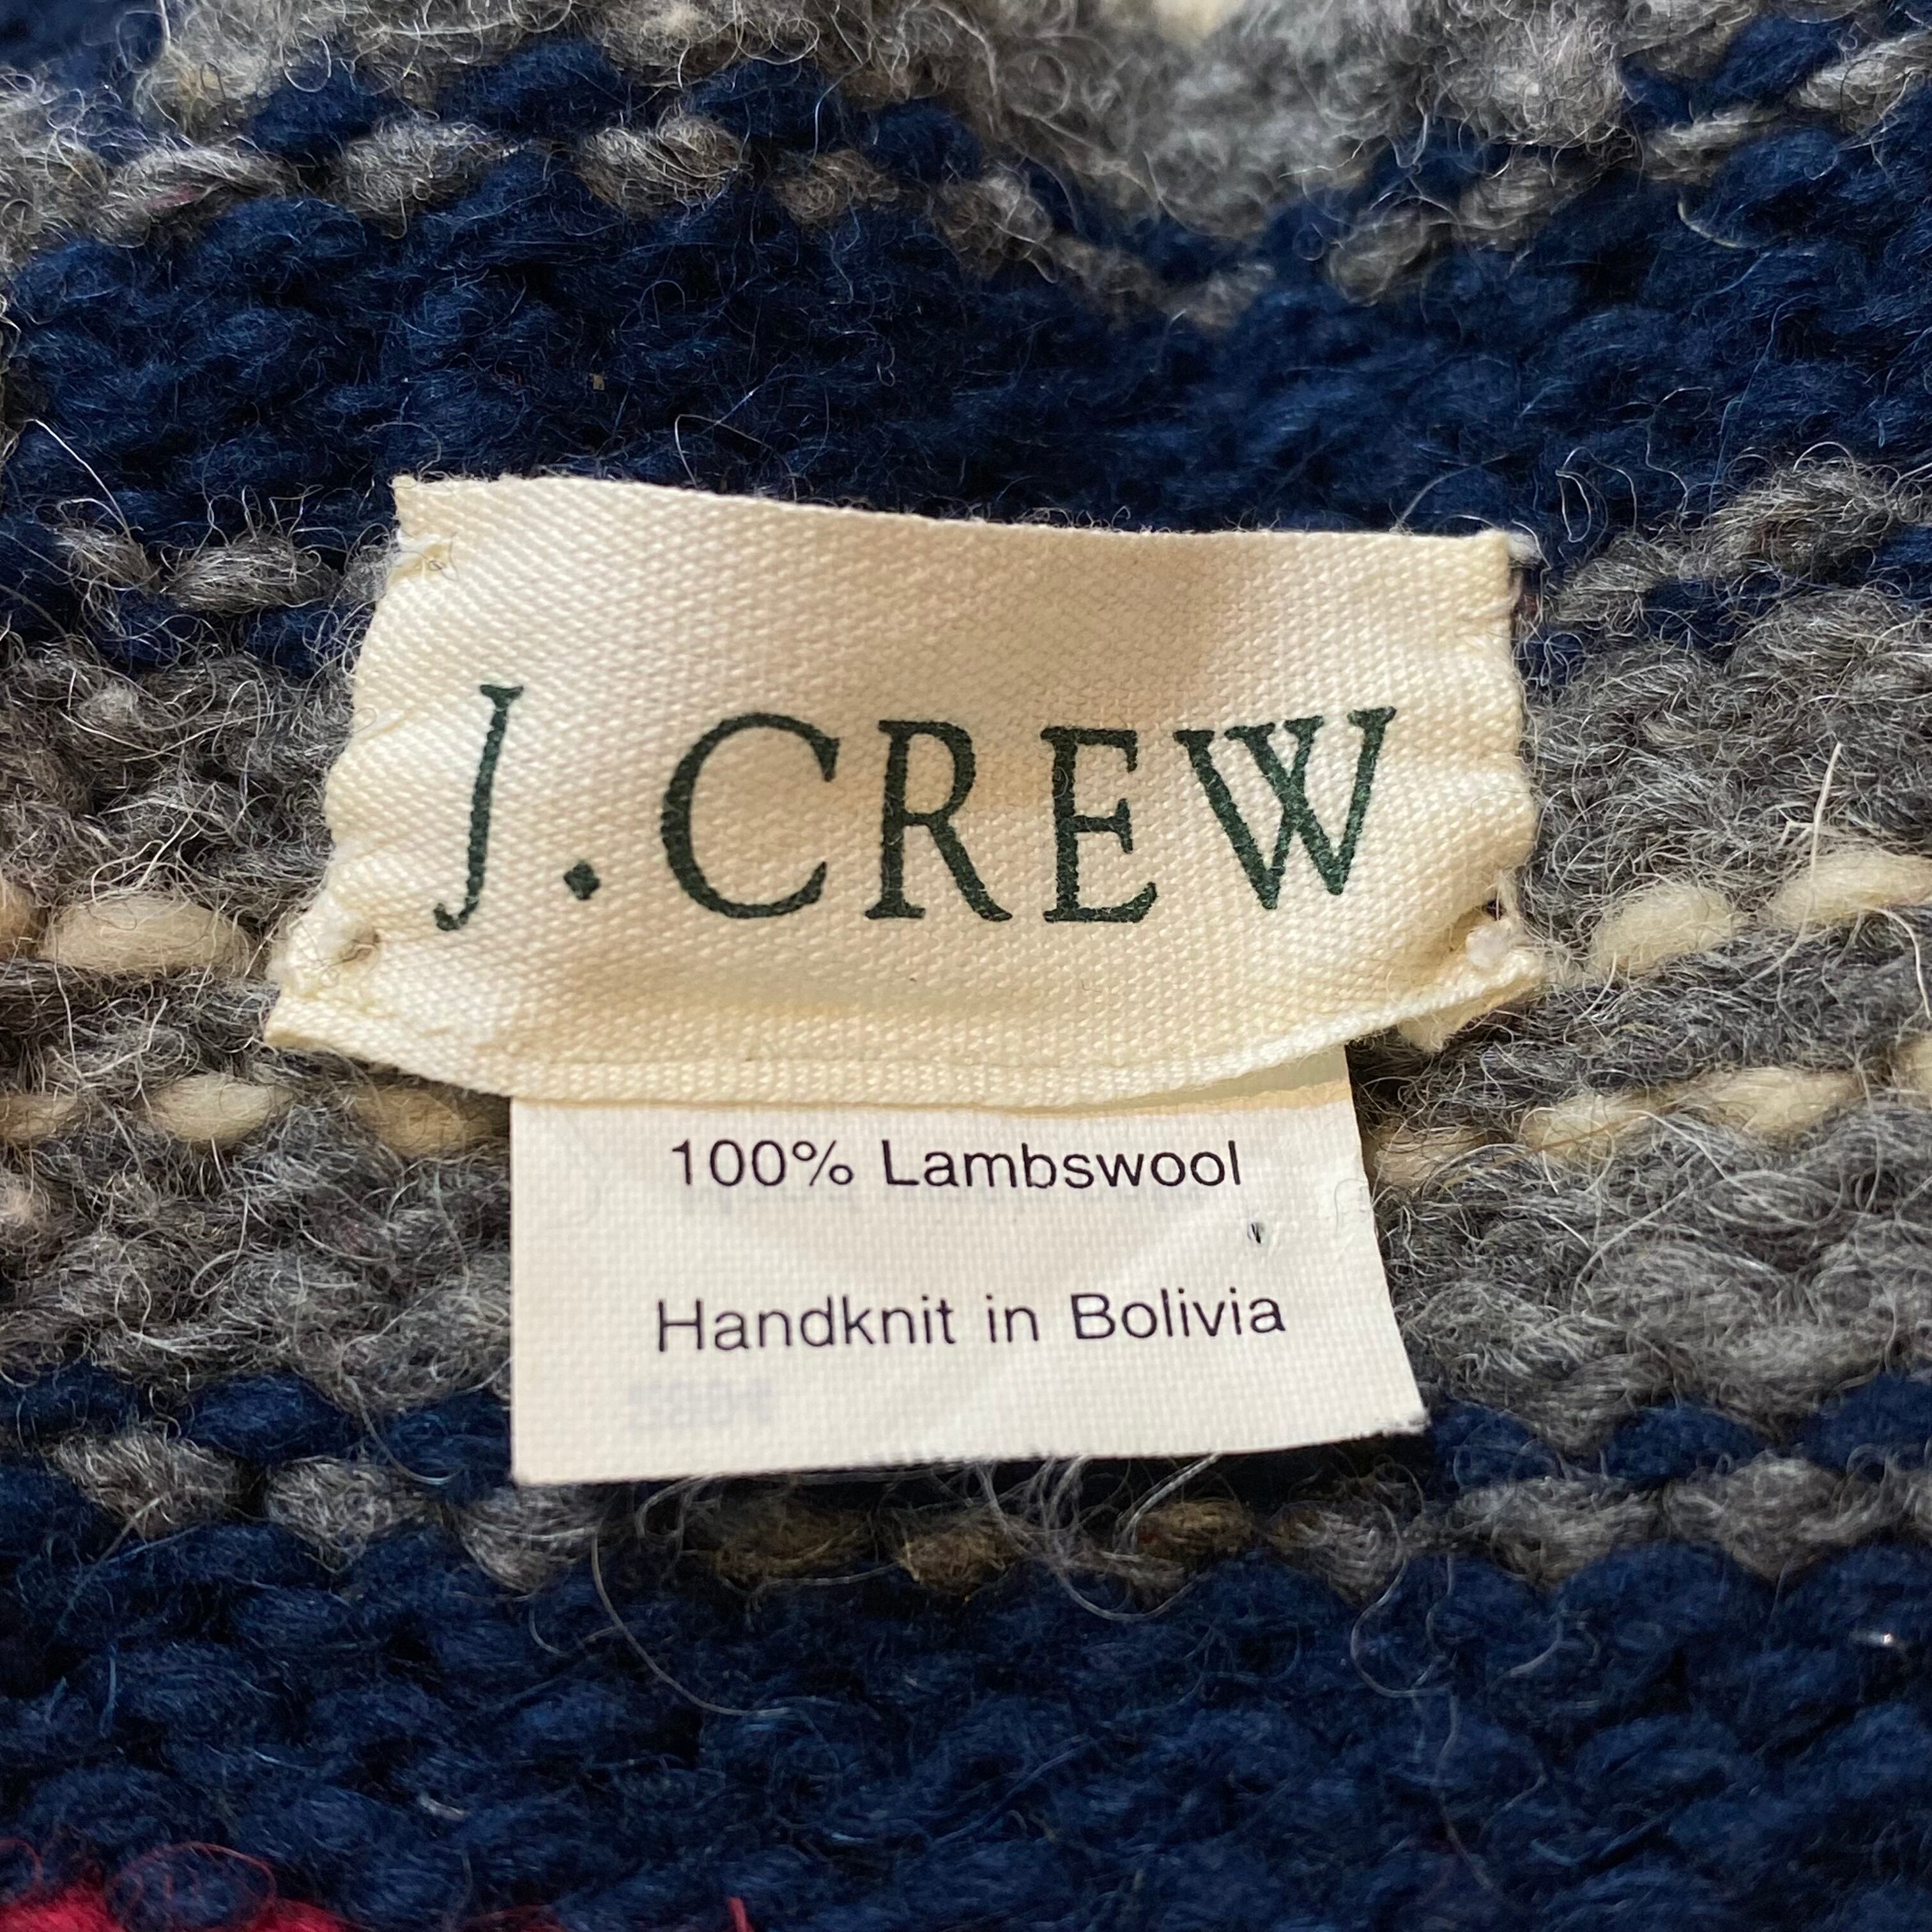 J. CREW
100% Lambswool
Handknit in Bolivia